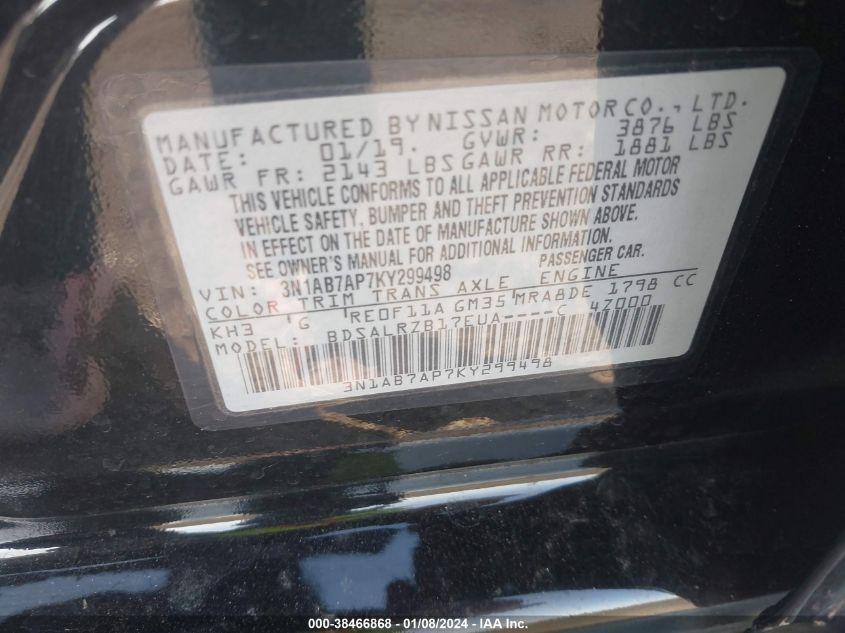 MANUFACTURED BY NISSAN MOTOR CO., LTD.
DATE: 01/19. GVWR: 3876 LBS
GAWR FR: 2143 LBS GAWR RR: 1881 LBS
THIS VEHICLE CONFORMS TO ALL APPLICABLE FEDERAL MOTOR
VEHICLE SAFETY, BUMPER AND THEFT PREVENTION STANDARDS
IN EFFECT ON THE DATE OF MANUFACTURE SHOWN ABOVE.
SEE OWNER'S MANUAL FOR ADDITIONAL INFORMATION.
VIN: 3N1AB7AP7KY299498 PASSENGER CAR.
COLOR TRIM TRANS AXLE ENGINE
KH3 G RE0F11A GM35 MRA8DE 1798 CC
MODEL: BDSALRZB17EUA----C 4Z000
3N1AB7AP7KY299498
000-38466868 - 01/08/2024 - IAA Inc.